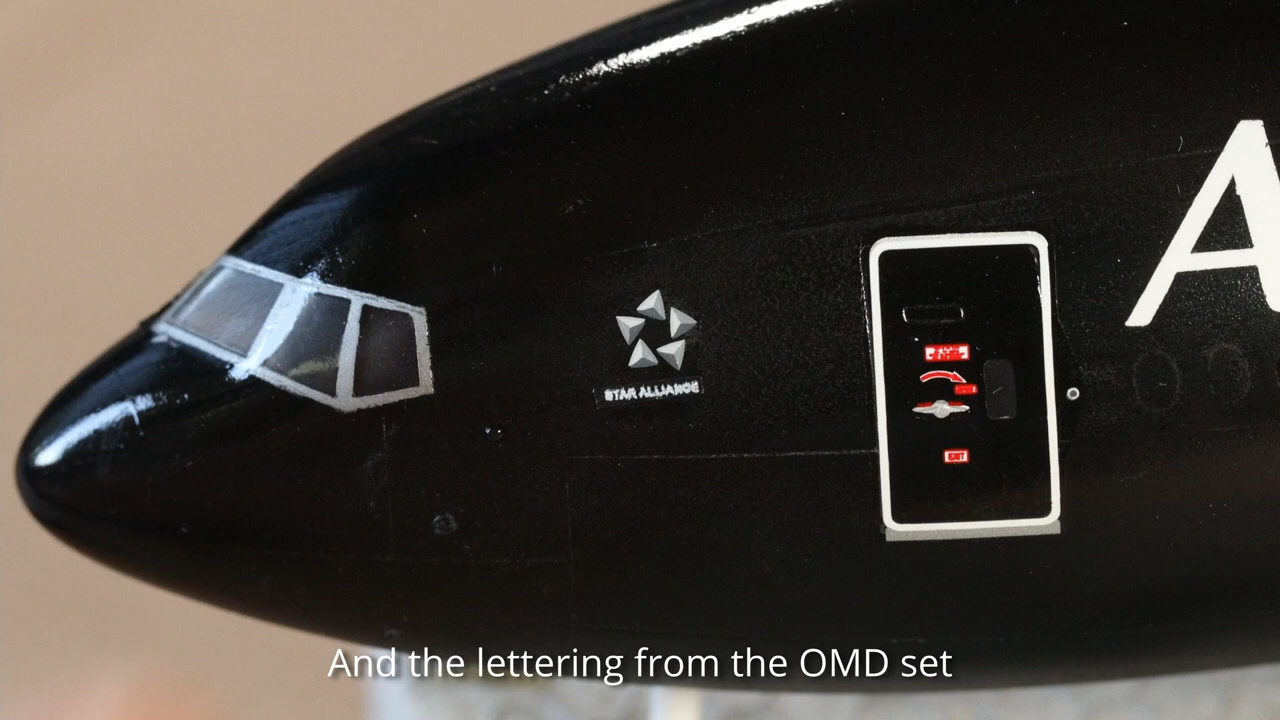 STAR ALLIANCE
A
EXIT
And the lettering from the OMD set